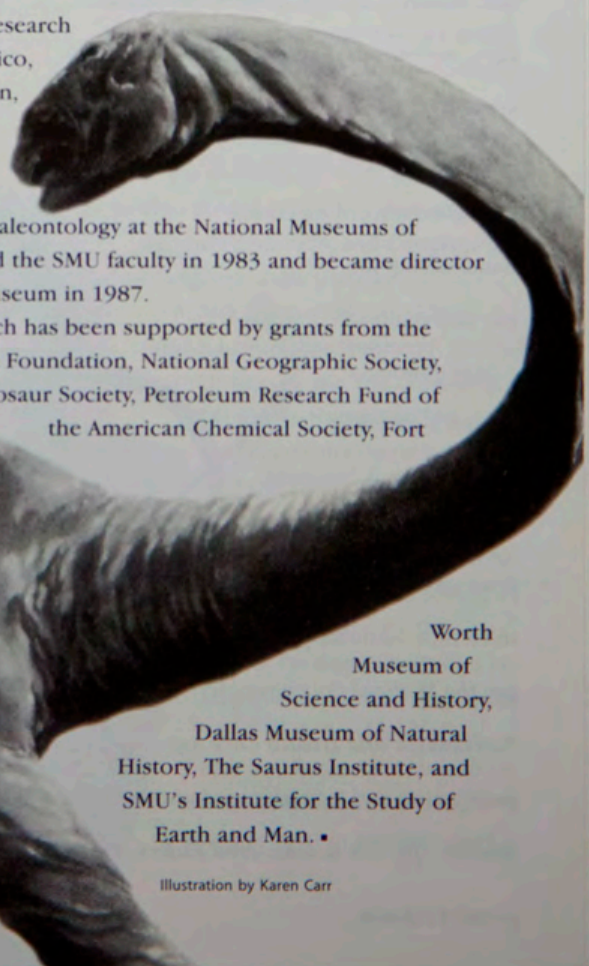 esearch
ico,
n,
aleontology at the National Museums of
d the SMU faculty in 1983 and became director
seum in 1987.
ch has been supported by grants from the
Foundation, National Geographic Society,
osaur Society, Petroleum Research Fund of
the American Chemical Society, Fort
Worth
Museum of
Science and History,
Dallas Museum of Natural
History, The Saurus Institute, and
SMU's Institute for the Study of
Earth and Man. ▪
Illustration by Karen Carr